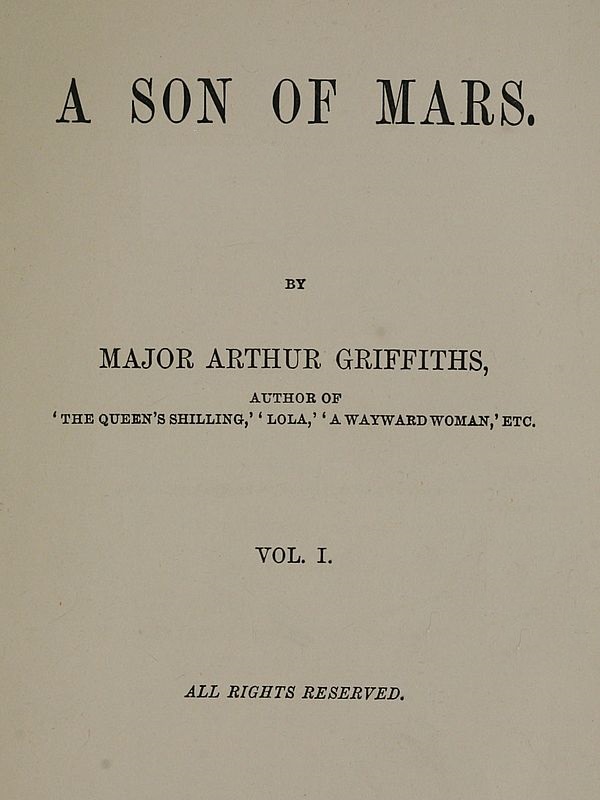 A SON OF MARS.
BY
MAJOR ARTHUR GRIFFITHS,
AUTHOR OF
‘THE QUEEN’S SHILLING,’ ‘LOLA,’ ‘A WAYWARD WOMAN,’ ETC.
VOL. I.
ALL RIGHTS RESERVED.